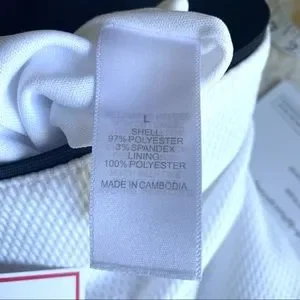 L
SHELL:
97% POLYESTER
3% SPANDEX
LINING:
100% POLYESTER
MADE IN CAMBODIA